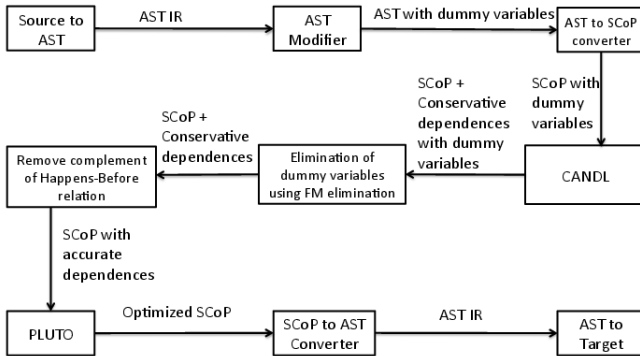 Source to
AST
AST IR
AST
Modifier
AST with dummy variables
AST to SCoP
converter
SCoP with
dummy
variables
CANDL
SCoP +
Conservative
dependences
with dummy
variables
Elimination of
dummy variables
using FM elimination
SCoP +
Conservative
dependences
Remove complement
of Happens-Before
relation
SCoP with
accurate
dependences
PLUTO
Optimized SCoP
SCoP to AST
Converter
AST IR
AST to
Target